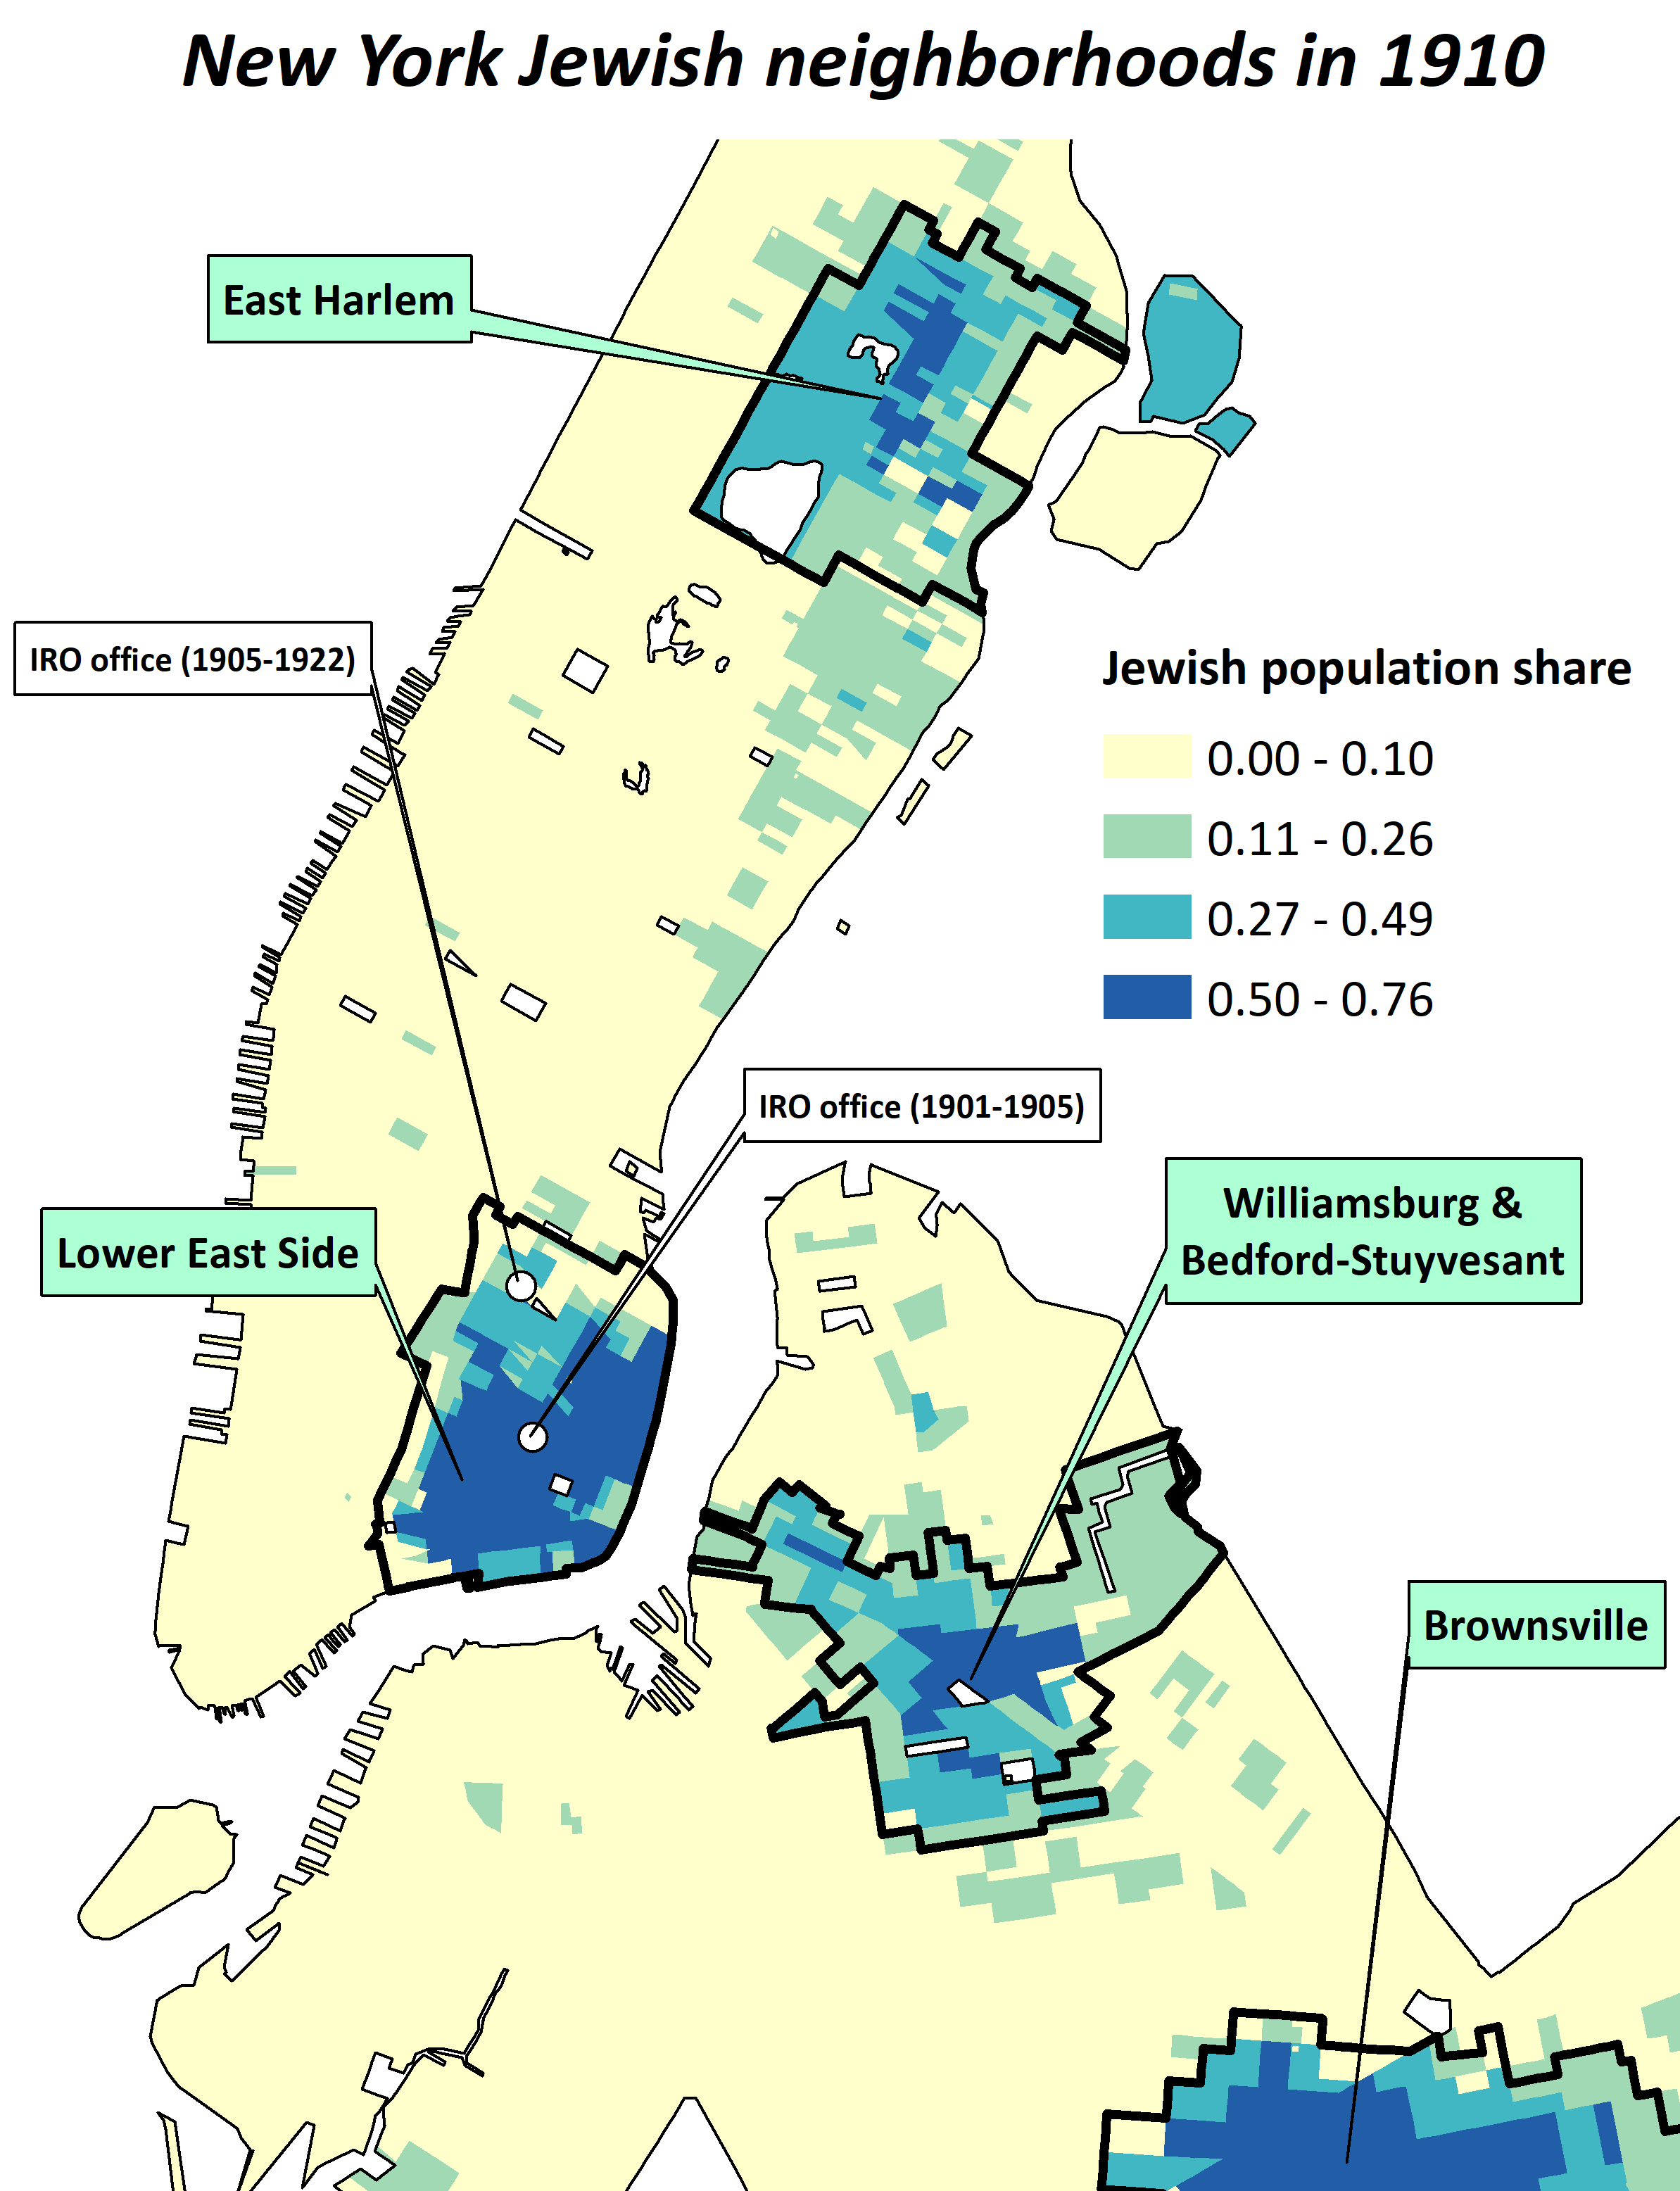 New York Jewish neighborhoods in 1910
East Harlem
IRO office (1905-1922)
Jewish population share
0.00 - 0.10
0.11 - 0.26
0.27 - 0.49
0.50 - 0.76
IRO office (1901-1905)
Williamsburg &
Bedford-Stuyvesant
Lower East Side
Brownsville